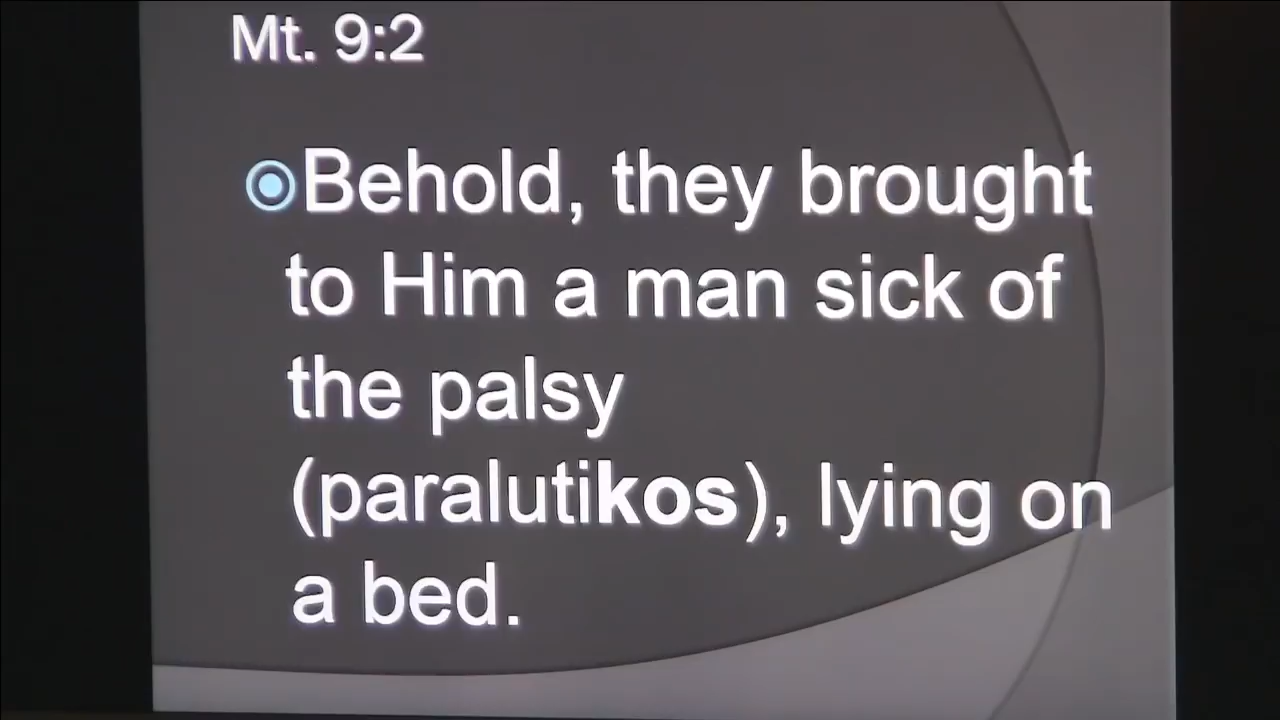 Mt. 9:2
Behold, they brought
to Him a man sick of
the palsy
(paralutikos), lying on
a bed.